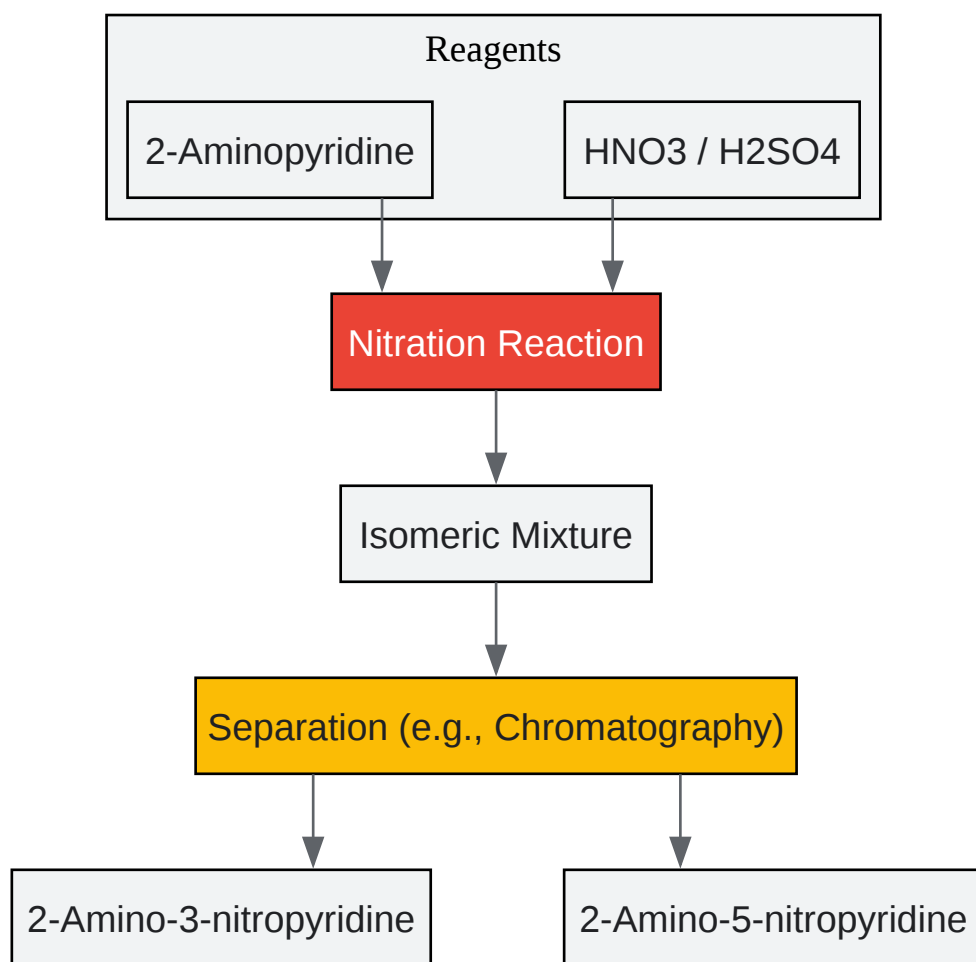 Reagents
2-Aminopyridine
HNO3 / H2SO4
Nitration Reaction
Isomeric Mixture
Separation (e.g., Chromatography)
2-Amino-3-nitropyridine
2-Amino-5-nitropyridine